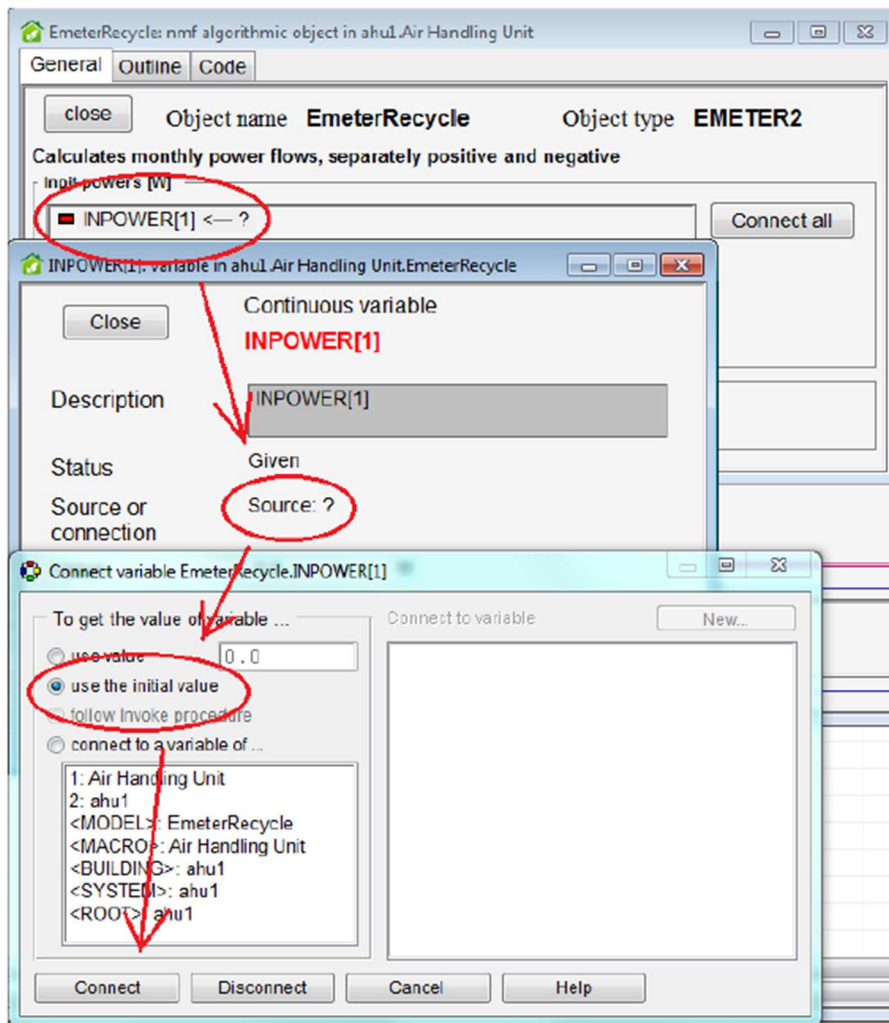 EmeterRecycle: nmf algorithmic object in ahu1.Air Handling Unit
General Outline Code
close Object name EmeterRecycle Object type EMETER2
Calculates monthly power flows, separately positive and negative
Inpit powers [W]
INPOWER[1] <— ? Connect all
INPOWER[1]: variable in ahu1.Air Handling Unit.EmeterRecycle
Close Continuous variable
INPOWER[1]
Description INPOWER[1]
Status Given
Source or Source: ?
connection
Connect variable EmeterRecycle.INPOWER[1]
To get the value of variable ... Connect to variable New...
use value 0.0
use the initial value
follow Invoke procedure
connect to a variable of ...
1: Air Handling Unit
2: ahu1
<MODEL>: EmeterRecycle
<MACRO>: Air Handling Unit
<BUILDING>: ahu1
<SYSTEM>: ahu1
<ROOT>: ahu1
Connect Disconnect Cancel Help